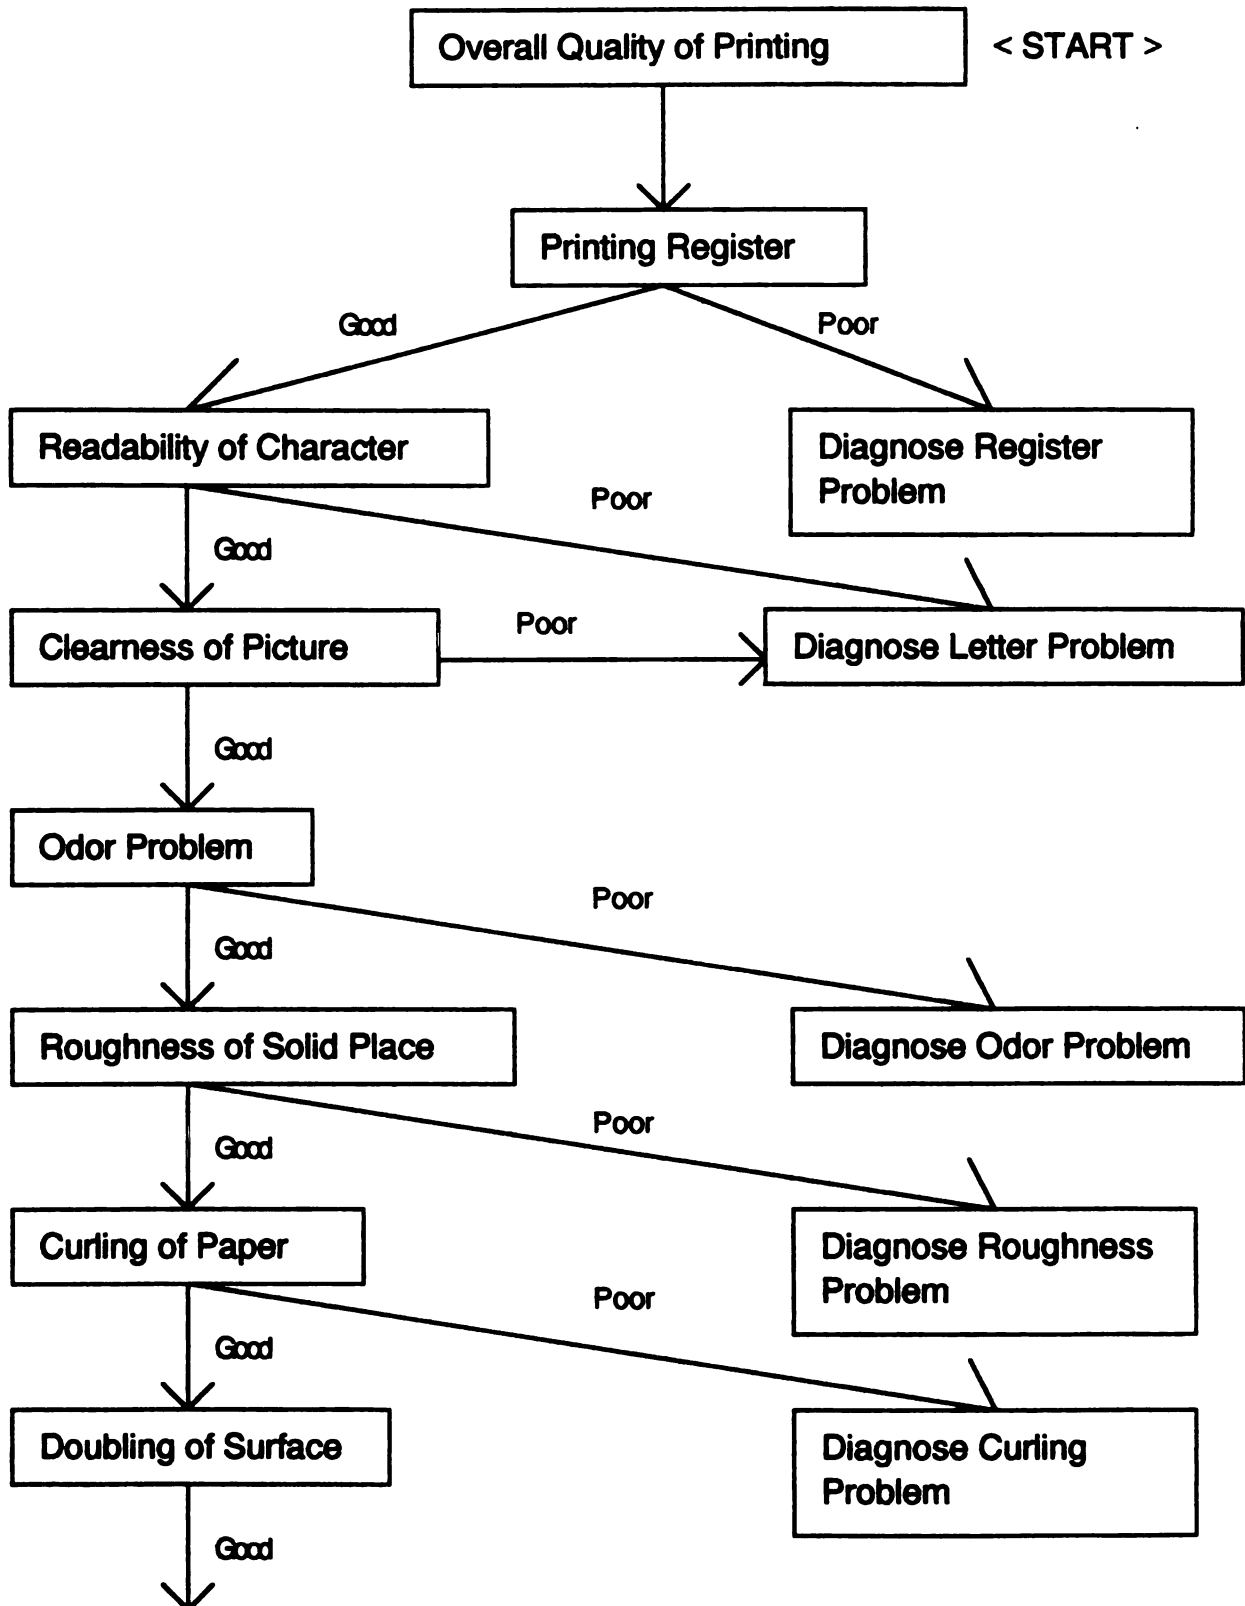 Overall Quality of Printing
< START >
Printing Register
Good
Poor
Readability of Character
Diagnose Register
Problem
Poor
Good
Clearness of Picture
Poor
Diagnose Letter Problem
Good
Odor Problem
Poor
Good
Roughness of Solid Place
Diagnose Odor Problem
Poor
Good
Curling of Paper
Diagnose Roughness
Problem
Poor
Good
Doubling of Surface
Diagnose Curling
Problem
Good